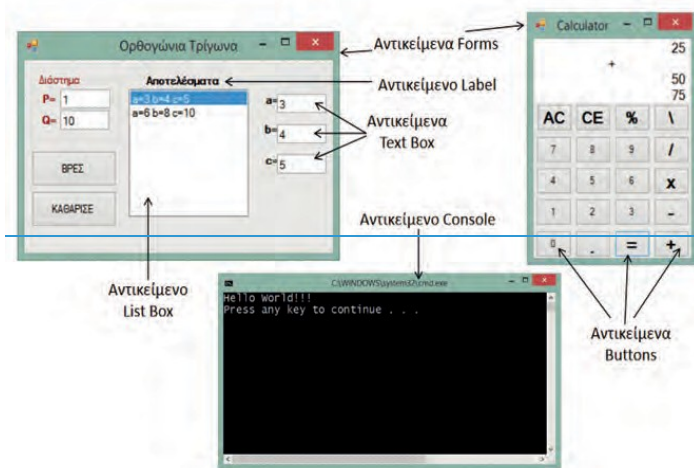 Ορθογώνια Τρίγωνα
Διάστημα
P= 1
Q= 10
ΒΡΕΣ
ΚΑΘΑΡΙΣΕ
Αποτελέσματα
a=3 b=4 c=5
a=6 b=8 c=10
a= 3
b= 4
c= 5
Αντικείμενα Forms
Αντικείμενο Label
Αντικείμενα
Text Box
Αντικείμενο Console
Αντικείμενο
List Box
Calculator
25
+
50
75
AC CE % \
7 8 9 /
4 5 6 x
1 2 3 -
0 . = +
Αντικείμενα
Buttons
C:\WINDOWS\system32\cmd.exe
Hello World!!!
Press any key to continue . . .